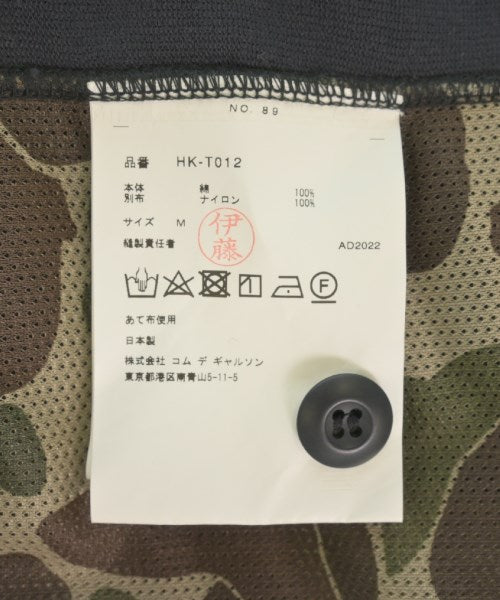 NO. 89
品番 HK-T012
本体 綿 100%
別布 ナイロン 100%
サイズ M
縫製責任者 伊藤 AD2022
F
あて布使用
日本製
株式会社 コム デ ギャルソン
東京都港区南青山5-11-5